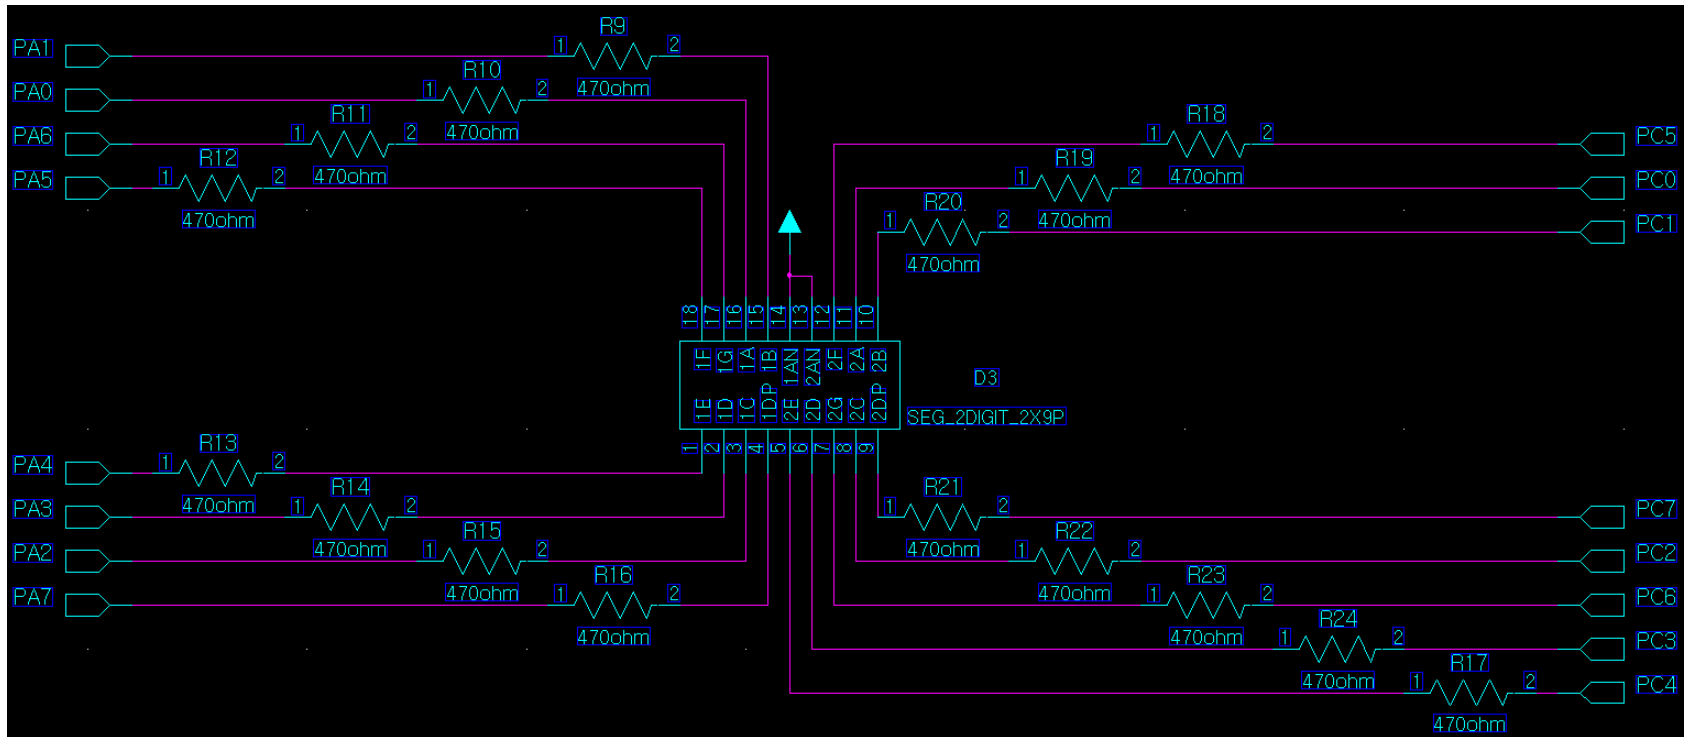 R9
PA1 1 2
470ohm
R10
PA0 1 2
470ohm
R11
PA6 1 2
470ohm
R12
PA5 1 2
470ohm
R18
1 2 PC5
470ohm
R19
1 2 PC0
470ohm
R20
1 2 PC1
470ohm
18 17 16 15 14 13 12 11 10
1F 1G 1A 1B 1AN 2AN 2F 2A 2B
1E 1D 1C 1DP 2E 2D 2G 2C 2DP
1 2 3 4 5 6 7 8 9
D3
SEG_2DIGIT_2X9P
R13
PA4 1 2
470ohm
R14
PA3 1 2
470ohm
R15
PA2 1 2
470ohm
R16
PA7 1 2
470ohm
R21
1 2 PC7
470ohm
R22
1 2 PC2
470ohm
R23
1 2 PC6
470ohm
R24
1 2 PC3
470ohm
R17
1 2 PC4
470ohm